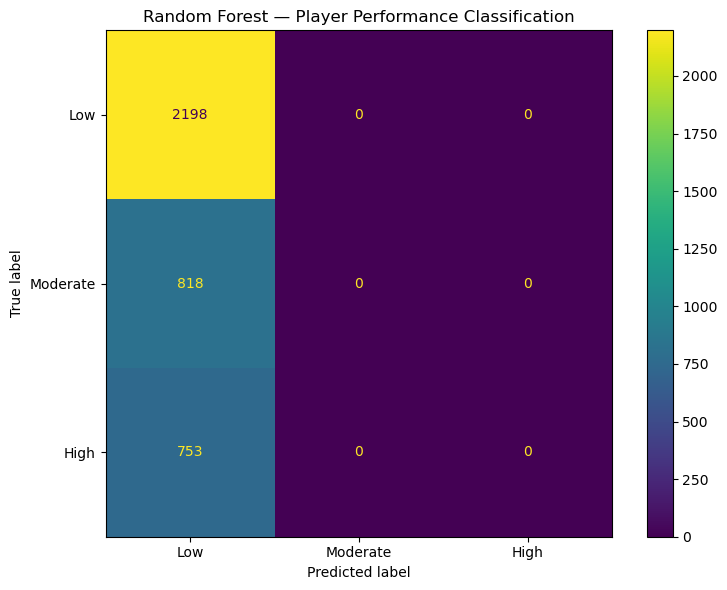 Random Forest — Player Performance Classification
True label
Low
2198
0
0
Moderate
818
0
0
High
753
0
0
Low
Moderate
High
Predicted label
2000
1750
1500
1250
1000
750
500
250
0